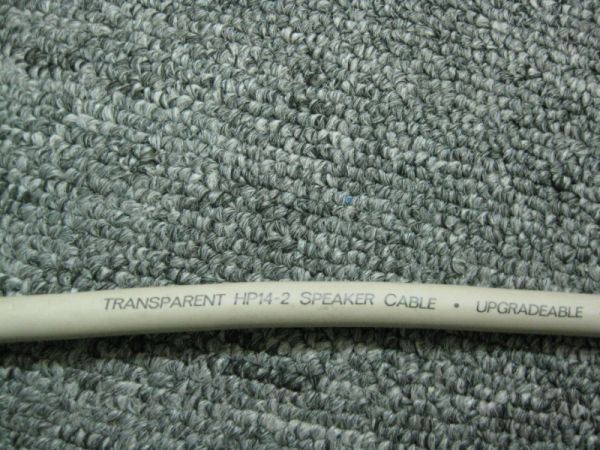 TRANSPARENT HP14-2 SPEAKER CABLE • UPGRADEABLE